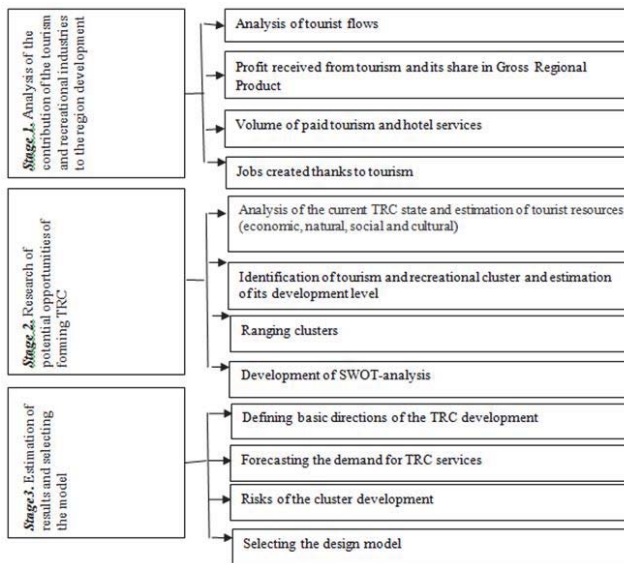 Stage 1. Analysis of the
contribution of the tourism
and recreational industries
to the region development
Analysis of tourist flows
Profit received from tourism and its share in Gross Regional
Product
Volume of paid tourism and hotel services
Jobs created thanks to tourism
Stage 2. Research of
potential opportunities of
forming TRC
Analysis of the current TRC state and estimation of tourist resources
(economic, natural, social and cultural)
Identification of tourism and recreational cluster and estimation
of its development level
Ranging clusters
Development of SWOT-analysis
Stage3. Estimation of
results and selecting
the model
Defining basic directions of the TRC development
Forecasting the demand for TRC services
Risks of the cluster development
Selecting the design model